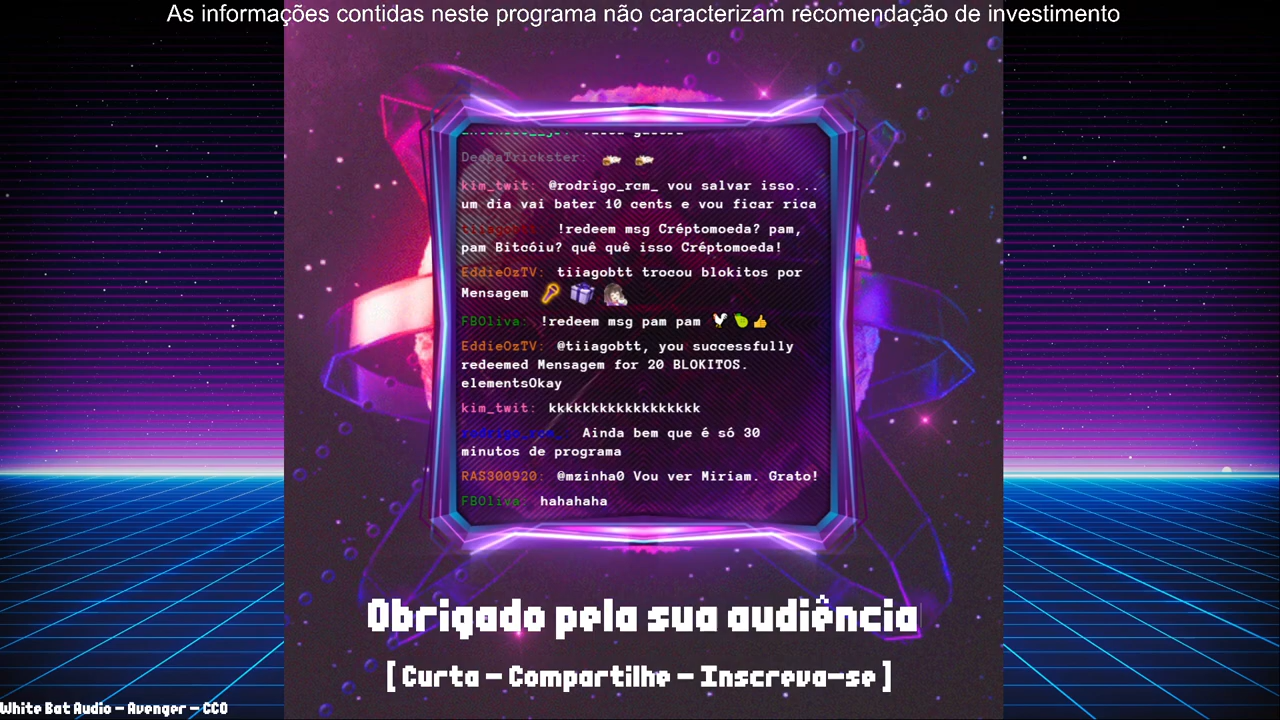 As informações contidas neste programa não caracterizam recomendação de investimento
DespaTrickster:
kim_twit: @rodrigo_rcm_ vou salvar isso...
um dia vai bater 10 cents e vou ficar rica
tiiagobtt: !redeem msg Créptomoeda? pam,
pam Bitcóiu? quê quê isso Créptomoeda!
EddieOzTV: tiiagobtt trocou blokitos por
Mensagem
FBOliva: !redeem msg pam pam
EddieOzTV: @tiiagobtt, you successfully
redeemed Mensagem for 20 BLOKITOS.
elementsOkay
kim_twit: kkkkkkkkkkkkkkkkkk
rodrigo_rcm_: Ainda bem que é só 30
minutos de programa
RAS300920: @mzinha0 Vou ver Miriam. Grato!
FBOliva: hahahaha
Obrigado pela sua audiência
[ Curta - Compartilhe - Inscreva-se ]
White Bat Audio - Avenger - CC0